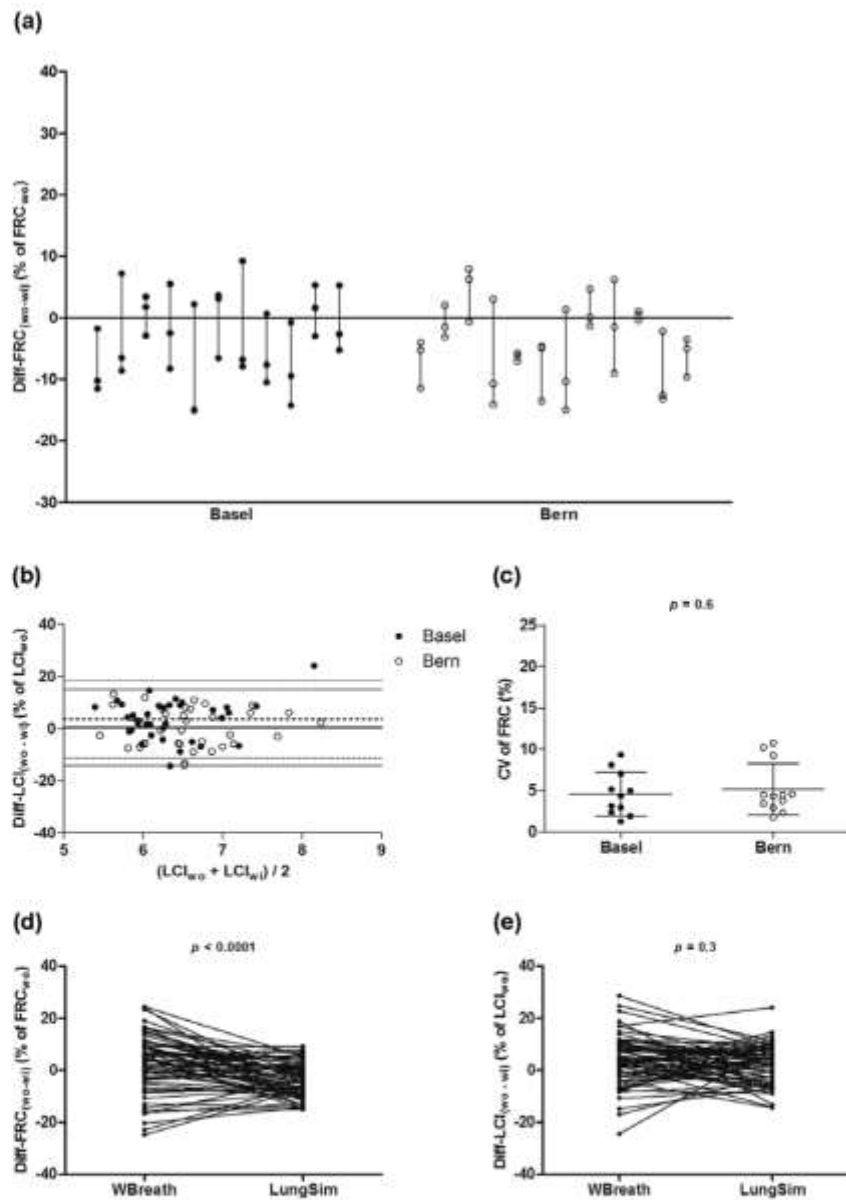 (a)
Diff-FRC(wo-wi) (% of FRCwo)
40
30
20
10
0
-10
-20
-30
Basel Bern
(b)
Diff-LCI(wo - wi) (% of LCIwo)
40
20
0
-20
-40
5 6 7 8 9
(LCIwo + LCIwi) / 2
Basel
Bern
(c)
p = 0.6
CV of FRC (%)
25
20
15
10
5
0
Basel Bern
(d)
p < 0.0001
Diff-FRC(wo-wi) (% of FRCwo)
40
20
0
-20
-40
WBreath LungSim
(e)
p = 0.3
Diff-LCI(wo - wi) (% of LCIwo)
40
20
0
-20
-40
WBreath LungSim